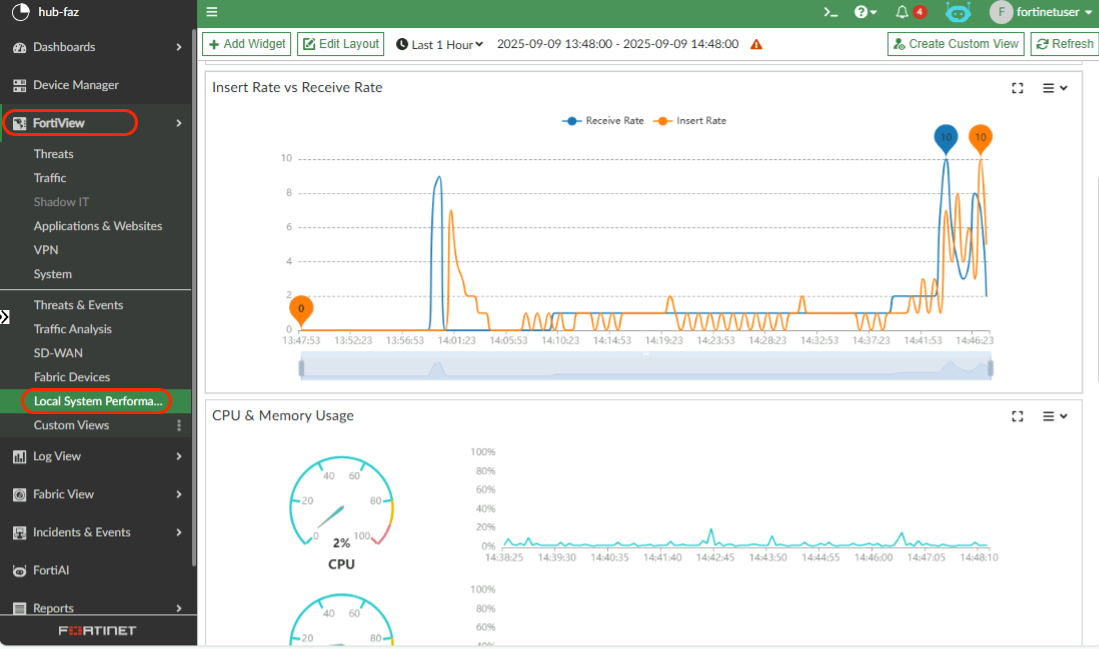 hub-faz
Dashboards
Device Manager
FortiView
Threats
Traffic
Shadow IT
Applications & Websites
VPN
System
Threats & Events
Traffic Analysis
SD-WAN
Fabric Devices
Local System Performa...
Custom Views
Log View
Fabric View
Incidents & Events
FortiAI
Reports
FORTINET
4 F fortinetuser
Add Widget Edit Layout Last 1 Hour 2025-09-09 13:48:00 - 2025-09-09 14:48:00 Create Custom View Refresh
Insert Rate vs Receive Rate
Receive Rate Insert Rate
10 10
10
8
6
4
2
0
0
13:47:53 13:52:23 13:56:53 14:01:23 14:05:53 14:10:23 14:14:53 14:19:23 14:23:53 14:28:23 14:32:53 14:37:23 14:41:53 14:46:23
CPU & Memory Usage
0 20 40 60 80 100
2%
CPU
100%
80%
60%
40%
20%
0%
14:38:25 14:39:30 14:40:35 14:41:40 14:42:45 14:43:50 14:44:55 14:46:00 14:47:05 14:48:10
20 40 60 80
100%
80%
60%
40%